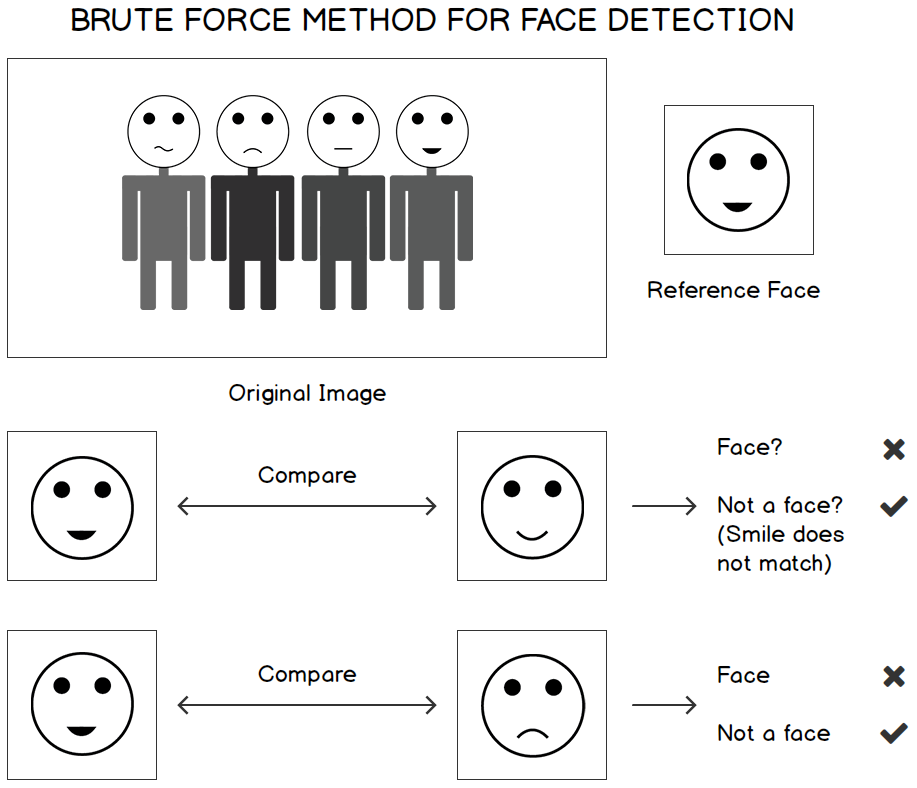 BRUTE FORCE METHOD FOR FACE DETECTION
Reference Face
Original Image
Compare
Face?
Not a face?
(Smile does
not match)
Compare
Face
Not a face